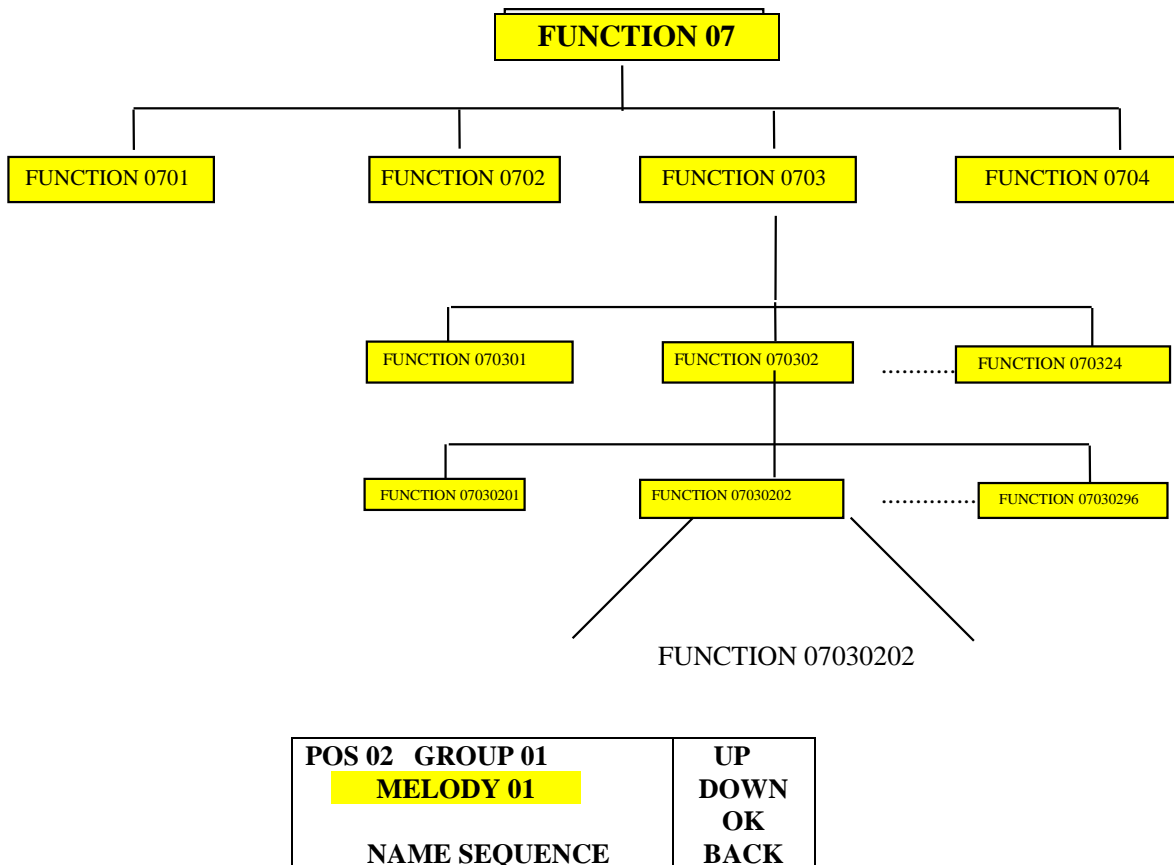 FUNCTION 07
FUNCTION 0701 FUNCTION 0702 FUNCTION 0703 FUNCTION 0704
FUNCTION 070301 FUNCTION 070302 ........... FUNCTION 070324
FUNCTION 07030201 FUNCTION 07030202 .............. FUNCTION 07030296
FUNCTION 07030202
POS 02 GROUP 01 UP
MELODY 01 DOWN
OK
NAME SEQUENCE BACK